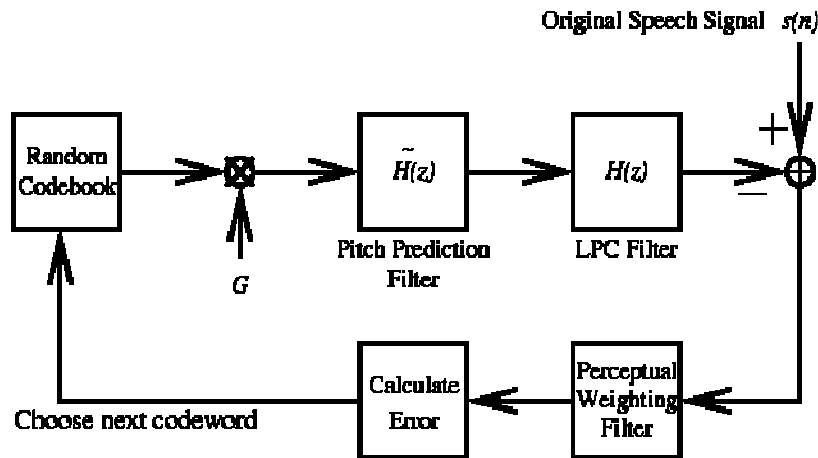 Original Speech Signal s(n)
+
Random
Codebook
H̃(z)
H(z)
−
G
Pitch Prediction
Filter
LPC Filter
Calculate
Error
Perceptual
Weighting
Filter
Choose next codeword